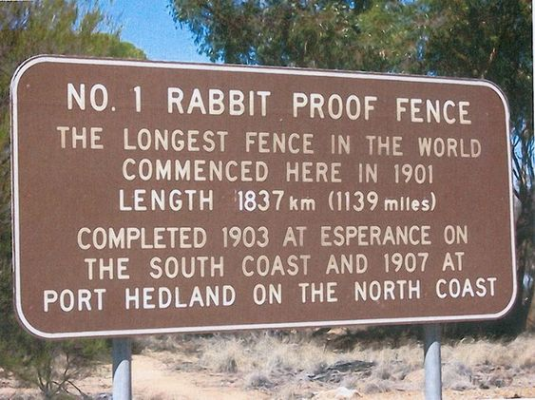 NO. 1 RABBIT PROOF FENCE
THE LONGEST FENCE IN THE WORLD
COMMENCED HERE IN 1901
LENGTH 1837 km (1139 miles)
COMPLETED 1903 AT ESPERANCE ON
THE SOUTH COAST AND 1907 AT
PORT HEDLAND ON THE NORTH COAST